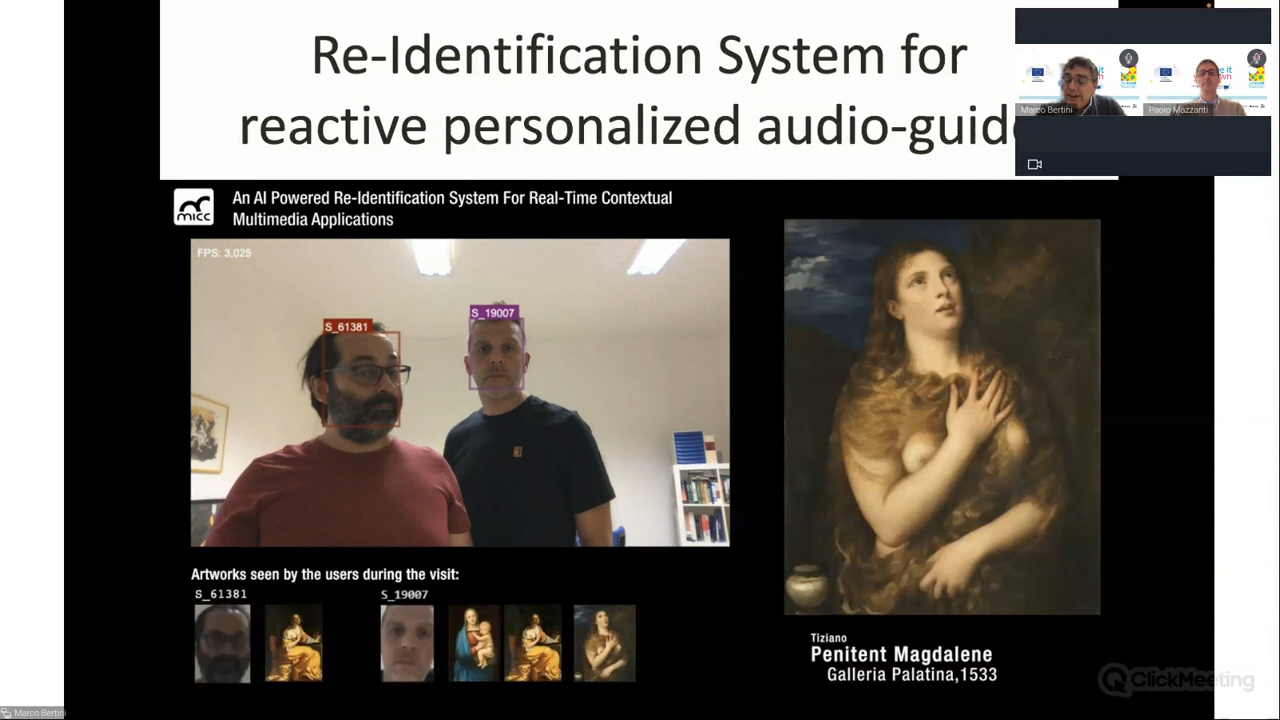 Re-Identification System for
reactive personalized audio-guide
Marco Bertini
Paolo Mazzanti
micc
An AI Powered Re-Identification System For Real-Time Contextual
Multimedia Applications
FPS: 3,025
S_61381
S_19007
Artworks seen by the users during the visit:
S_61381
S_19007
Tiziano
Penitent Magdalene
Galleria Palatina,1533
ClickMeeting
Marco Bertini